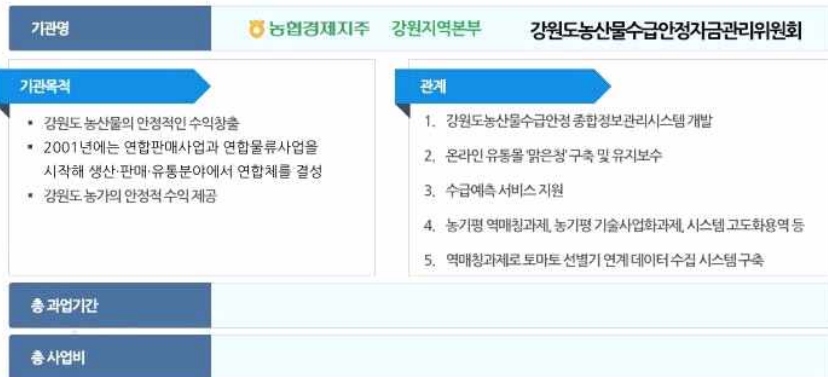 기관명
농협경제지주 강원지역본부 강원도농산물수급안정자금관리위원회
기관목적
▪ 강원도 농산물의 안정적인 수익창출
▪ 2001년에는 연합판매사업과 연합물류사업을
시작해 생산·판매·유통분야에서 연합체를 결성
▪ 강원도 농가의 안정적 수익 제공
관계
1. 강원도농산물수급안정 종합정보관리시스템 개발
2. 온라인 유통몰 '맑은청' 구축 및 유지보수
3. 수급예측 서비스 지원
4. 농기평 역매칭과제, 농기평 기술사업화과제, 시스템 고도화용역 등
5. 역매칭과제로 토마토 선별기 연계 데이터 수집 시스템 구축
총 과업기간
총 사업비